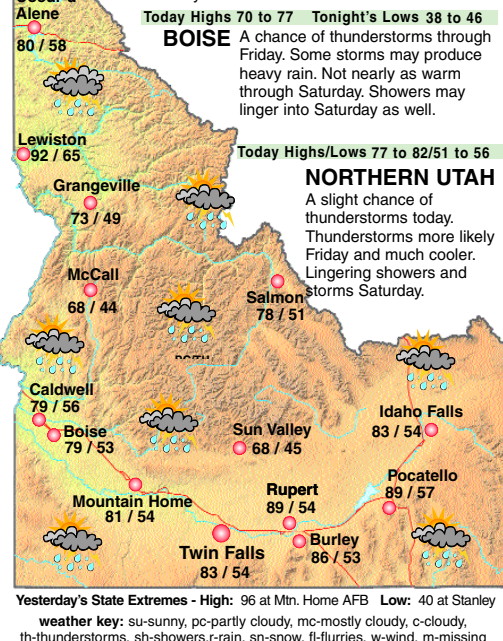 Alene
80 / 58
Today Highs 70 to 77 Tonight's Lows 38 to 46
BOISE
A chance of thunderstorms through
Friday. Some storms may produce
heavy rain. Not nearly as warm
through Saturday. Showers may
linger into Saturday as well.
Lewiston
92 / 65
Today Highs/Lows 77 to 82/51 to 56
NORTHERN UTAH
A slight chance of
thunderstorms today.
Thunderstorms more likely
Friday and much cooler.
Lingering showers and
storms Saturday.
Grangeville
73 / 49
McCall
68 / 44
Salmon
78 / 51
Caldwell
79 / 56
Boise
79 / 53
Sun Valley
68 / 45
Idaho Falls
83 / 54
Pocatello
89 / 57
Mountain Home
81 / 54
Rupert
89 / 54
Twin Falls
83 / 54
Burley
86 / 53
Yesterday's State Extremes - High: 96 at Mtn. Home AFB Low: 40 at Stanley
weather key: su-sunny, pc-partly cloudy, mc-mostly cloudy, c-cloudy,
th-thunderstorms, sh-showers,r-rain, sn-snow, fl-flurries, w-wind, m-missing